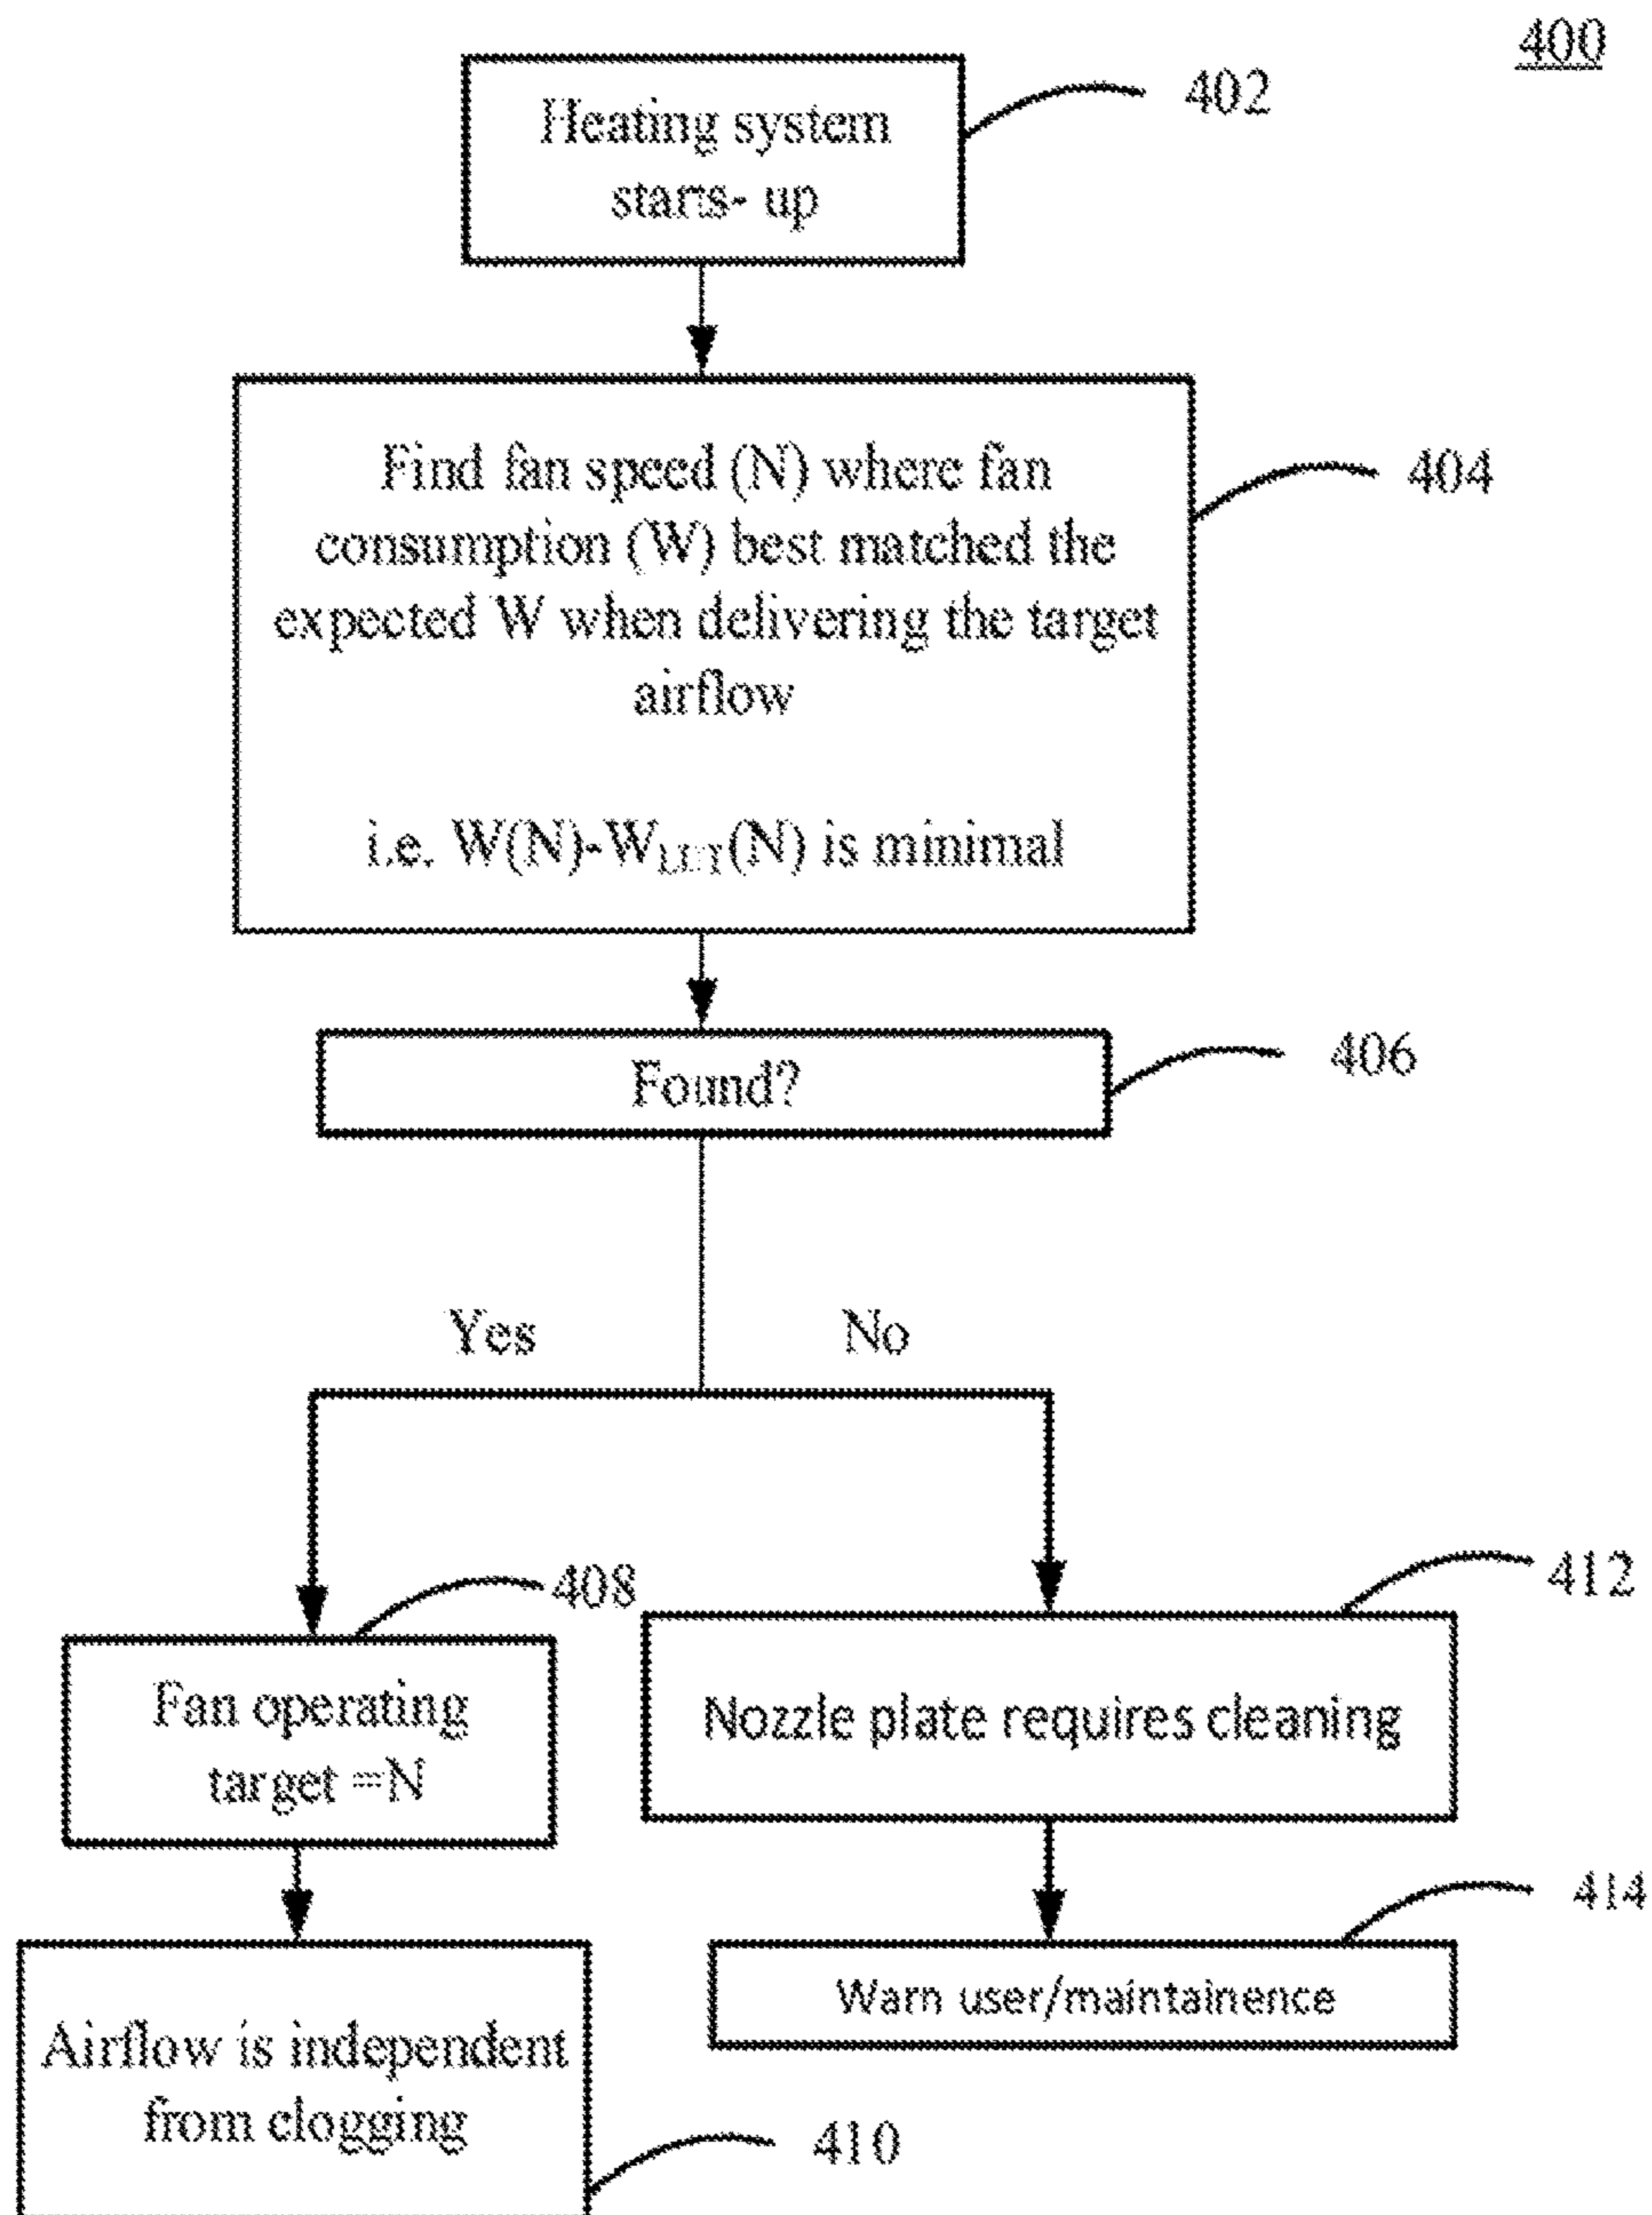 400
Heating system
starts- up
402
Find fan speed (N) where fan
consumption (W) best matched the
expected W when delivering the target
airflow
i.e. W(N)-W_LUT(N) is minimal
404
Found?
406
Yes
No
408
Fan operating
target =N
412
Nozzle plate requires cleaning
414
Warn user/maintainence
Airflow is independent
from clogging
410